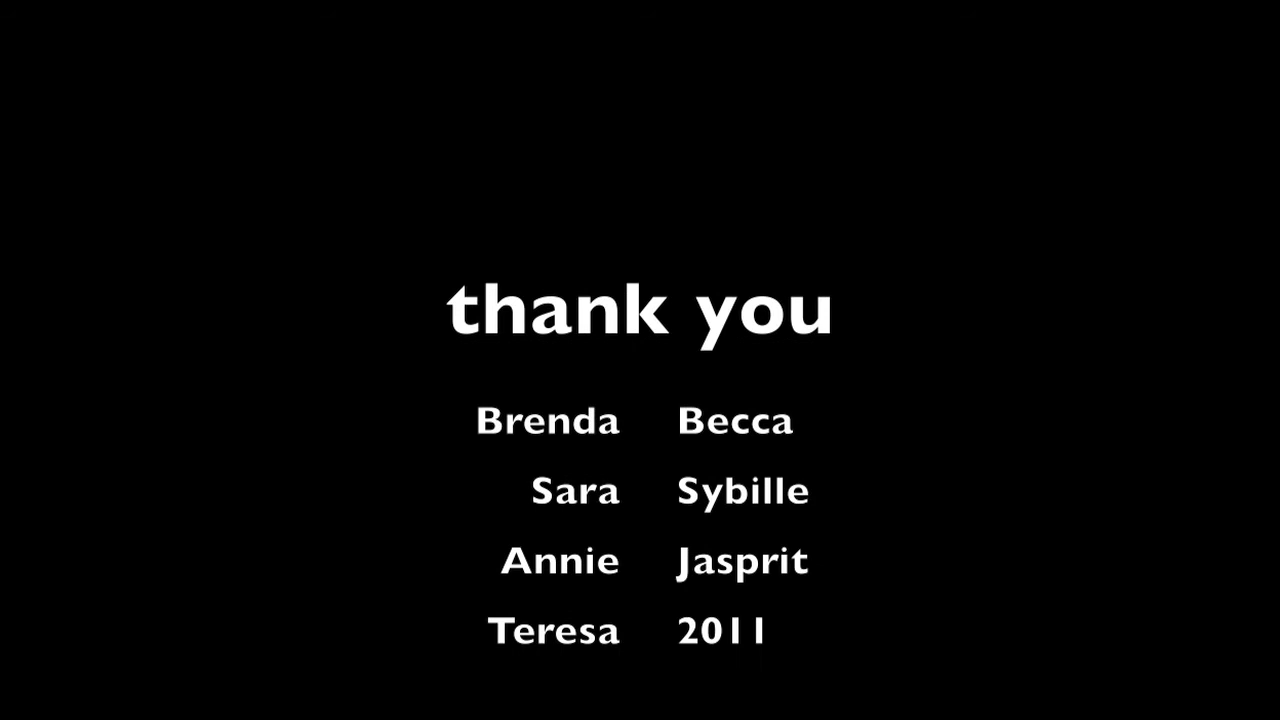 thank you
Brenda Becca
Sara Sybille
Annie Jasprit
Teresa 2011